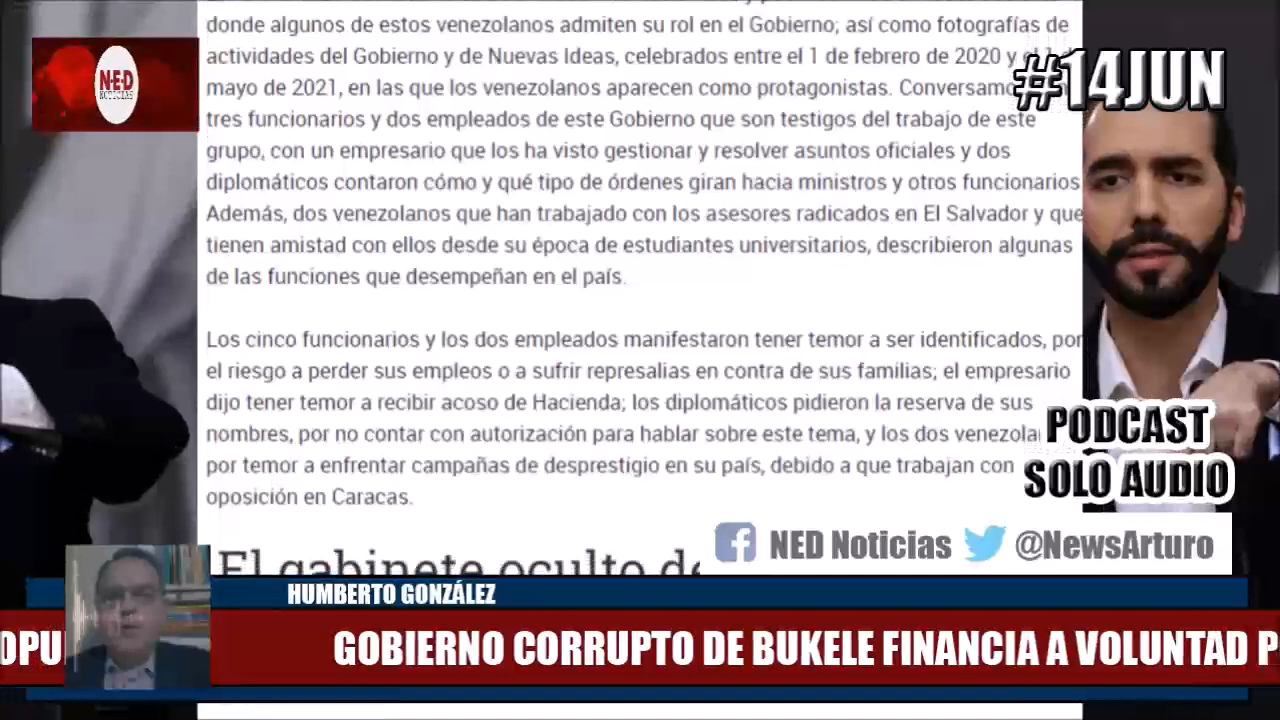 donde algunos de estos venezolanos admiten su rol en el Gobierno; así como fotografías de
actividades del Gobierno y de Nuevas Ideas, celebrados entre el 1 de febrero de 2020 y el 1 de
mayo de 2021, en las que los venezolanos aparecen como protagonistas. Conversamos
tres funcionarios y dos empleados de este Gobierno que son testigos del trabajo de este
grupo, con un empresario que los ha visto gestionar y resolver asuntos oficiales y dos
diplomáticos contaron cómo y qué tipo de órdenes giran hacia ministros y otros funcionarios
Además, dos venezolanos que han trabajado con los asesores radicados en El Salvador y que
tienen amistad con ellos desde su época de estudiantes universitarios, describieron algunas
de las funciones que desempeñan en el país.
Los cinco funcionarios y los dos empleados manifestaron tener temor a ser identificados, por
el riesgo a perder sus empleos o a sufrir represalias en contra de sus familias; el empresario
dijo tener temor a recibir acoso de Hacienda; los diplomáticos pidieron la reserva de sus
nombres, por no contar con autorización para hablar sobre este tema, y los dos
por temor a enfrentar campañas de desprestigio en su país, debido a que trabajan con
oposición en Caracas.
El gabinete oculto de
N·E·D
NOTICIAS
#14JUN
PODCAST
SOLO AUDIO
NED Noticias @NewsArturo
HUMBERTO GONZÁLEZ
GOBIERNO CORRUPTO DE BUKELE FINANCIA A VOLUNTAD P